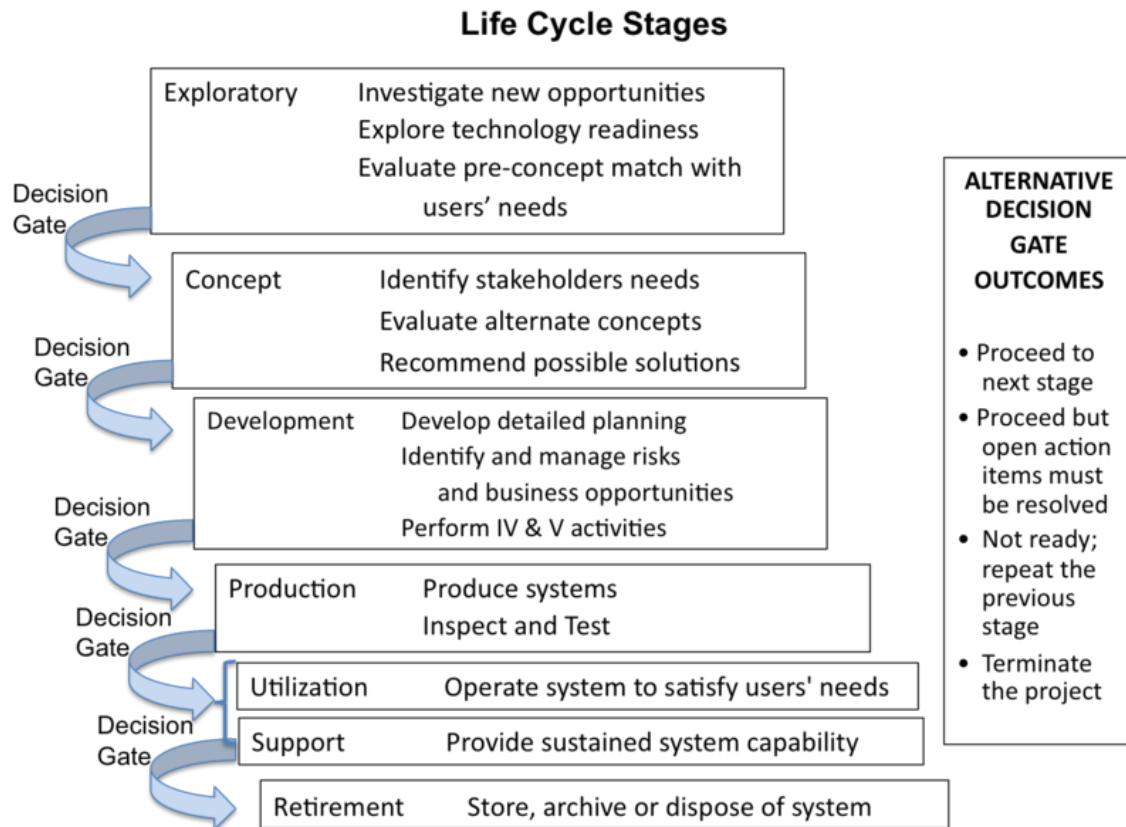 Life Cycle Stages
Exploratory Investigate new opportunities
Explore technology readiness
Evaluate pre-concept match with
users’ needs
Decision
Gate
Concept Identify stakeholders needs
Evaluate alternate concepts
Recommend possible solutions
Decision
Gate
Development Develop detailed planning
Identify and manage risks
and business opportunities
Perform IV & V activities
Decision
Gate
Production Produce systems
Inspect and Test
Decision
Gate
Utilization Operate system to satisfy users' needs
Support Provide sustained system capability
Decision
Gate
Retirement Store, archive or dispose of system
ALTERNATIVE
DECISION
GATE
OUTCOMES
• Proceed to
next stage
• Proceed but
open action
items must
be resolved
• Not ready;
repeat the
previous
stage
• Terminate
the project